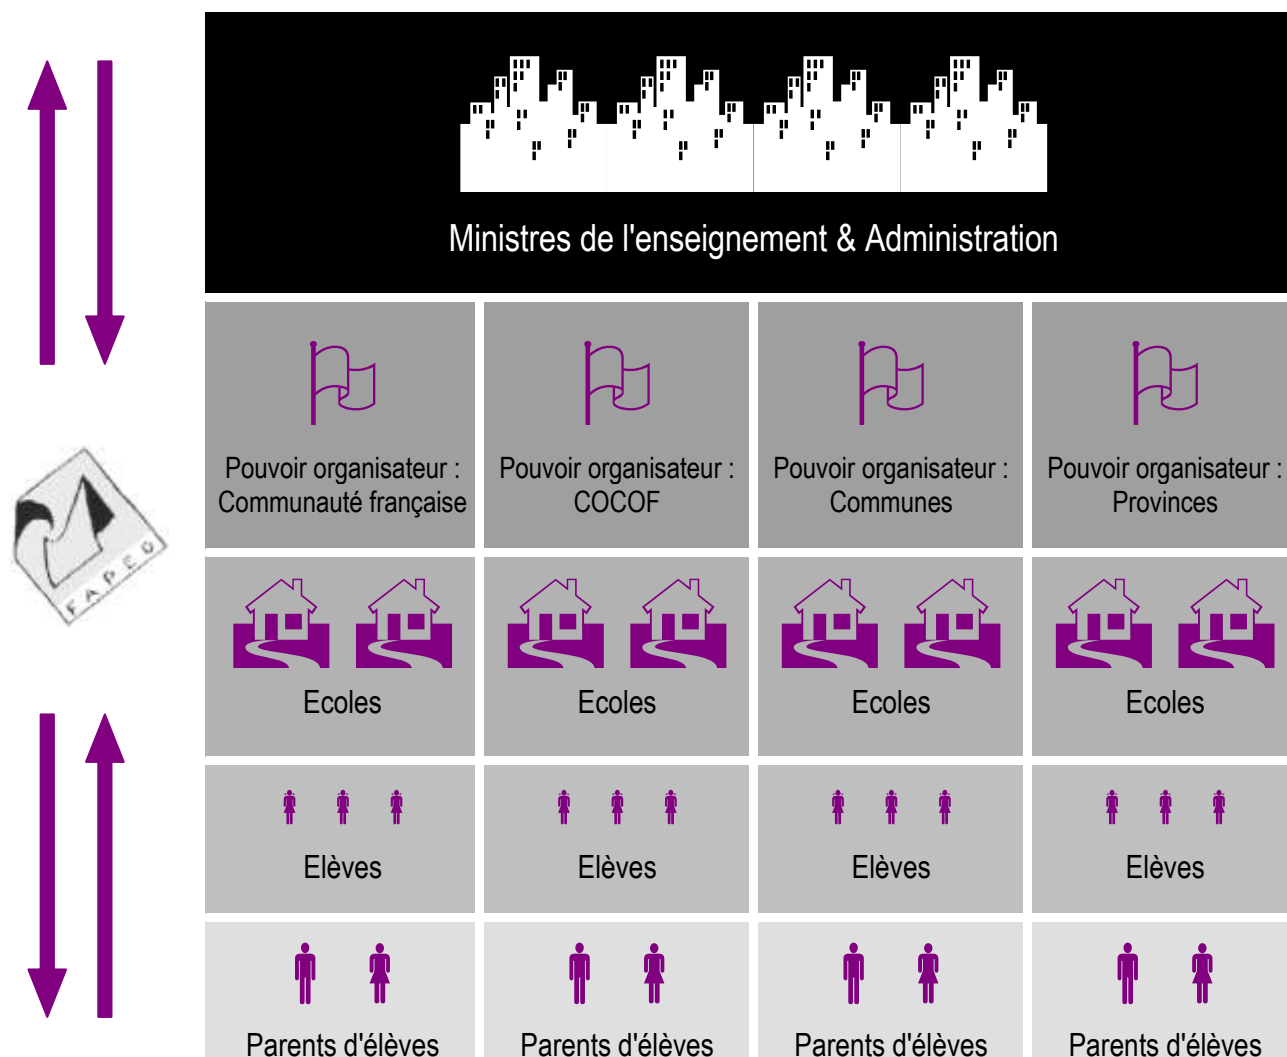 Ministres de l'enseignement & Administration
Pouvoir organisateur :
Communauté française
Pouvoir organisateur :
COCOF
Pouvoir organisateur :
Communes
Pouvoir organisateur :
Provinces
FAPEO
Ecoles
Ecoles
Ecoles
Ecoles
Elèves
Elèves
Elèves
Elèves
Parents d'élèves
Parents d'élèves
Parents d'élèves
Parents d'élèves